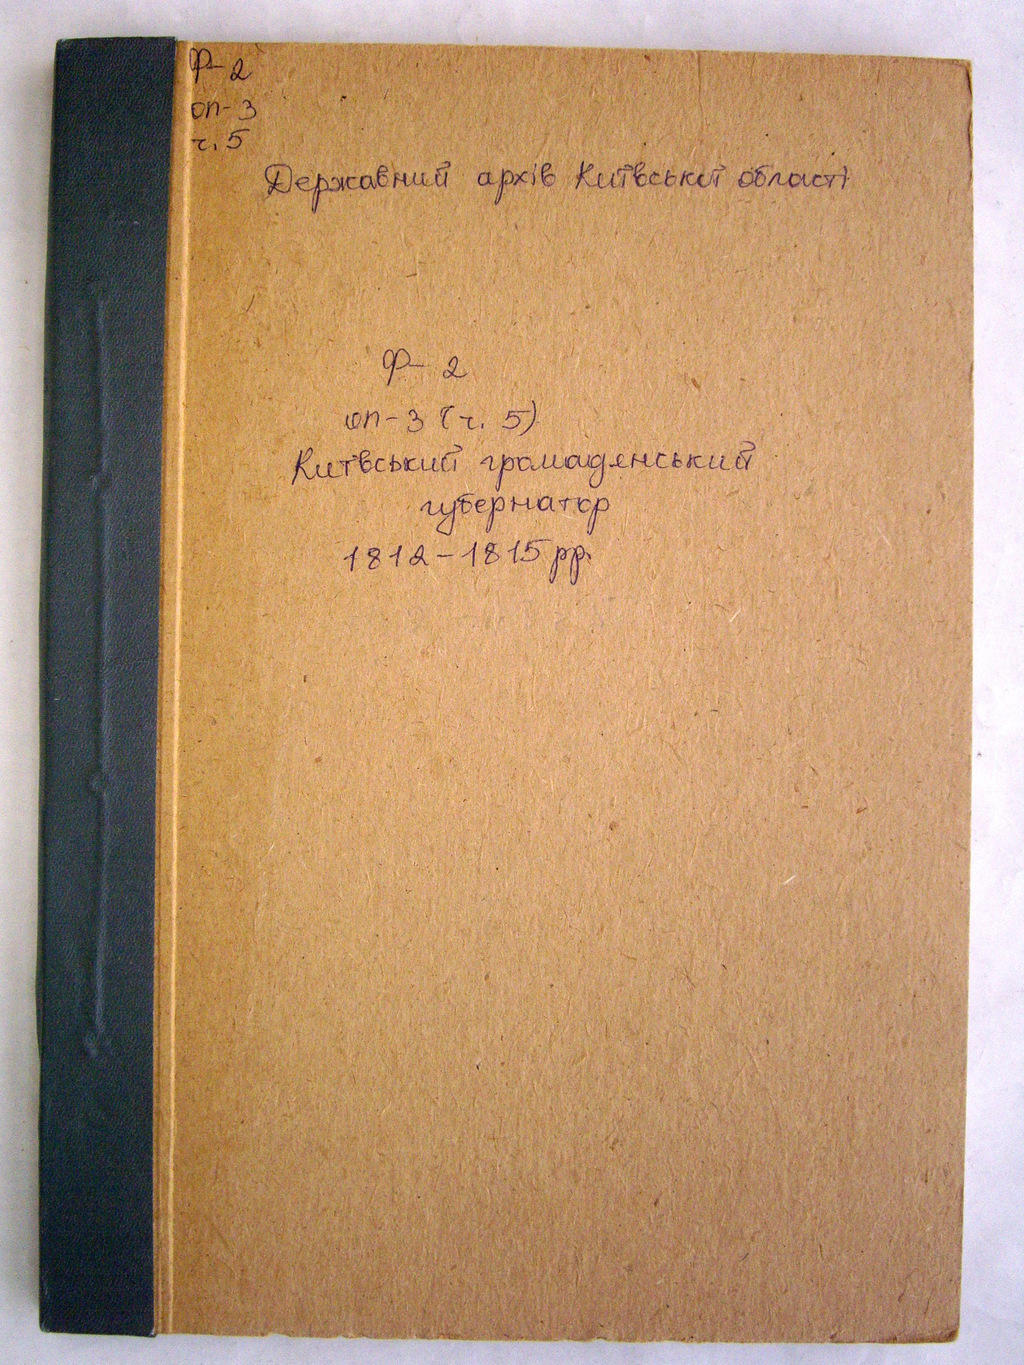 Ф-2
оп-3
ч.5
Державний архів Київської області
Ф-2
оп-3 (ч. 5)
Київський громадянський
губернатор
1812-1815 рр.